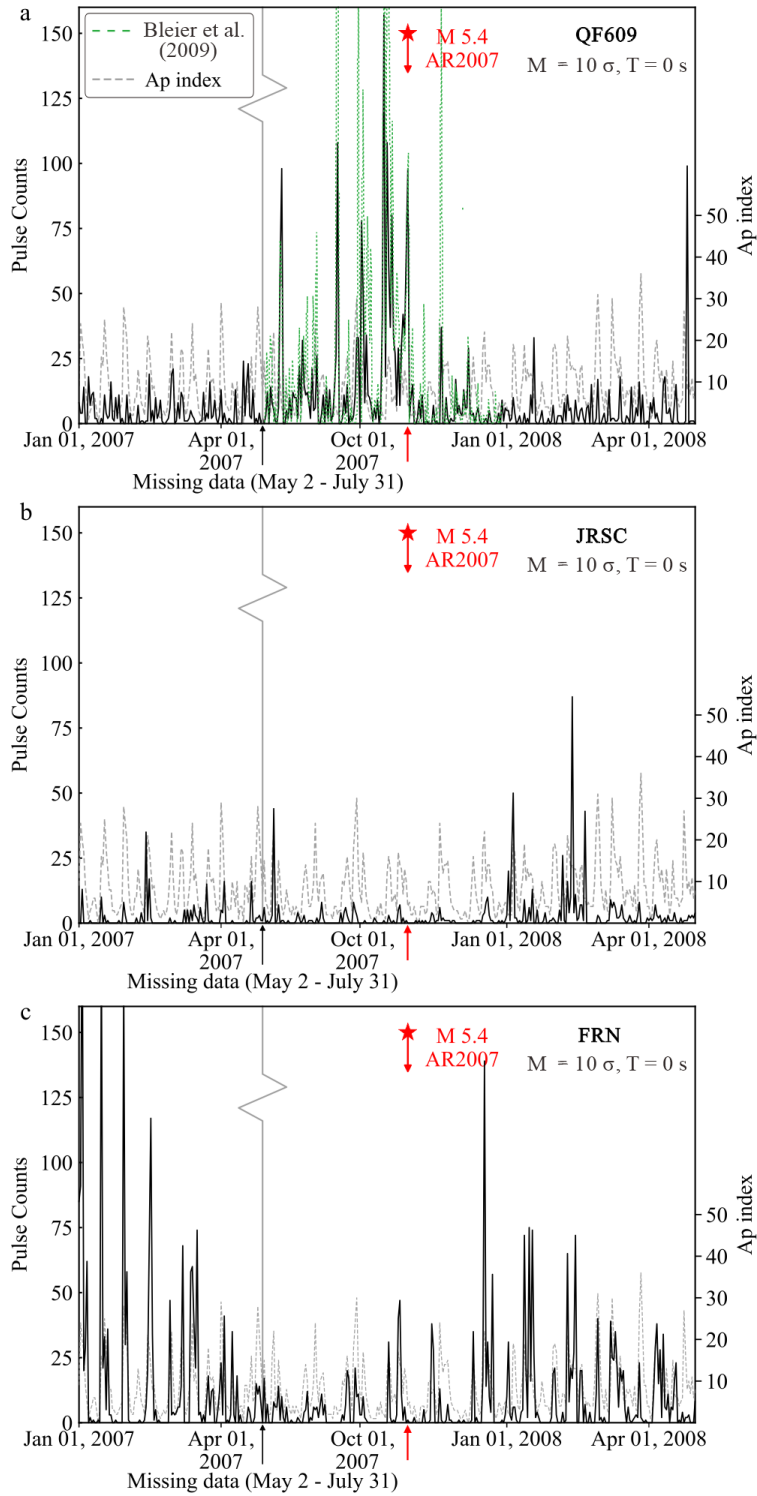 a
150
125
100
75
50
25
0
Pulse Counts
Bleier et al.
(2009)
Ap index
M 5.4
AR2007
QF609
M = 10 σ, T = 0 s
50
40
30
20
10
Ap index
Jan 01, 2007
Apr 01,
2007
Oct 01,
2007
Jan 01, 2008
Apr 01, 2008
Missing data (May 2 - July 31)
b
150
125
100
75
50
25
0
Pulse Counts
M 5.4
AR2007
JRSC
M = 10 σ, T = 0 s
50
40
30
20
10
Ap index
Jan 01, 2007
Apr 01,
2007
Oct 01,
2007
Jan 01, 2008
Apr 01, 2008
Missing data (May 2 - July 31)
c
150
125
100
75
50
25
0
Pulse Counts
M 5.4
AR2007
FRN
M = 10 σ, T = 0 s
50
40
30
20
10
Ap index
Jan 01, 2007
Apr 01,
2007
Oct 01,
2007
Jan 01, 2008
Apr 01, 2008
Missing data (May 2 - July 31)